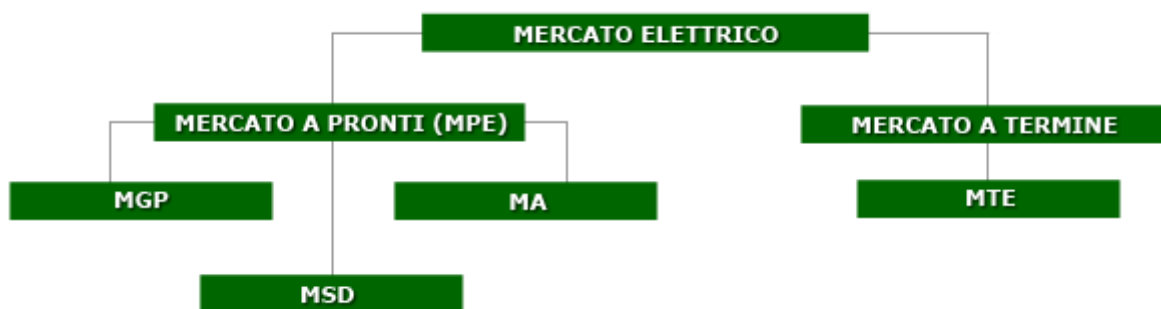 MERCATO ELETTRICO
MERCATO A PRONTI (MPE)
MERCATO A TERMINE
MGP
MA
MTE
MSD